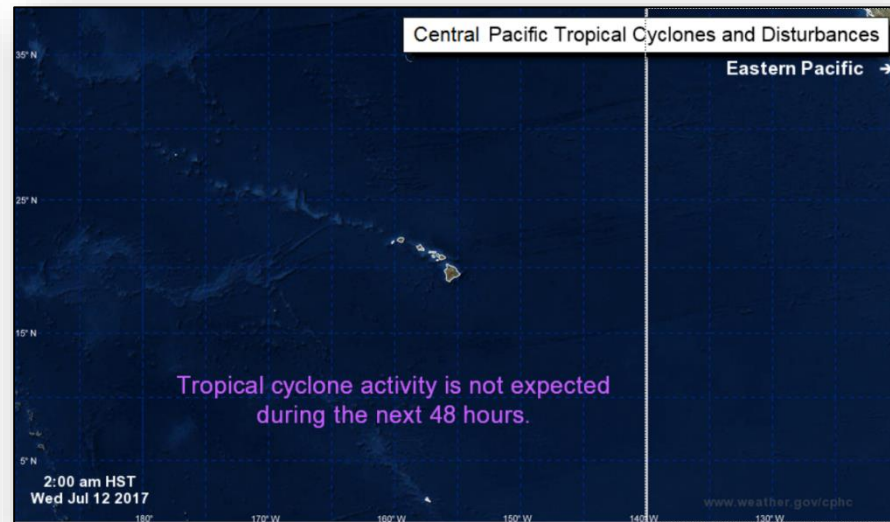 Central Pacific Tropical Cyclones and Disturbances
Eastern Pacific →
35° N
25° N
15° N
Tropical cyclone activity is not expected
during the next 48 hours.
5° N
2:00 am HST
Wed Jul 12 2017
www.weather.gov/cphc
180° 170° W 160° W 150° W 140° W 130° W